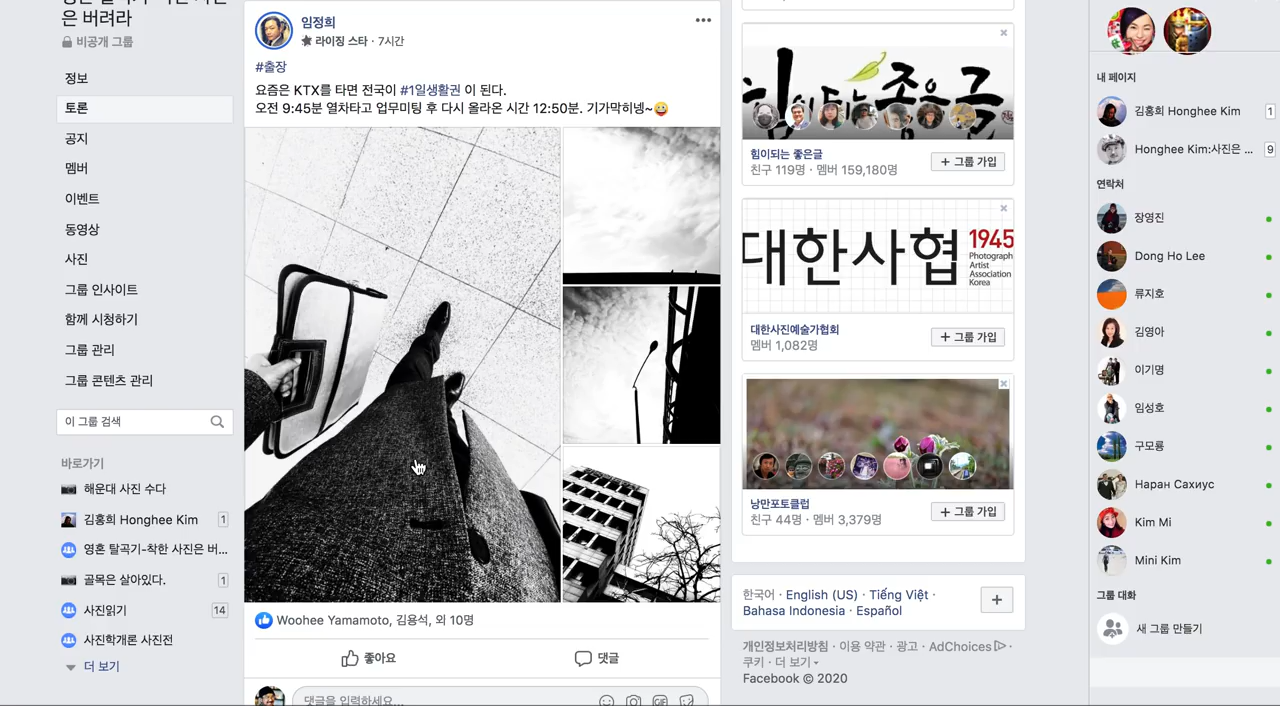 은 버려라
비공개 그룹
정보
토론
공지
멤버
이벤트
동영상
사진
그룹 인사이트
함께 시청하기
그룹 관리
그룹 콘텐츠 관리
이 그룹 검색
바로가기
해운대 사진 수다
김홍희 Honghee Kim 1
영혼 탈곡기-착한 사진은 버...
골목은 살아있다. 1
사진읽기 14
사진학개론 사진전
더 보기
임정희
라이징 스타 · 7시간
#출장
요즘은 KTX를 타면 전국이 #1일생활권 이 된다.
오전 9:45분 열차타고 업무미팅 후 다시 올라온 시간 12:50분. 기가막히넹~
Woohee Yamamoto, 김용석, 외 10명
좋아요
댓글
댓글을 입력하세요...
GIF
힘이되는 좋은글
힘이되는 좋은글
친구 119명 · 멤버 159,180명
+ 그룹 가입
대한사협 1945
Photograph
Artist
Association
Korea
대한사진예술가협회
멤버 1,082명
+ 그룹 가입
낭만포토클럽
친구 44명 · 멤버 3,379명
+ 그룹 가입
한국어 · English (US) · Tiếng Việt ·
Bahasa Indonesia · Español
개인정보처리방침 · 이용 약관 · 광고 · AdChoices ·
쿠키 · 더 보기
Facebook © 2020
내 페이지
김홍희 Honghee Kim 1
Honghee Kim:사진은 ... 9
연락처
장영진
Dong Ho Lee
류지호
김영아
이기명
임성호
구모룡
Наран Сахиус
Kim Mi
Mini Kim
그룹 대화
새 그룹 만들기